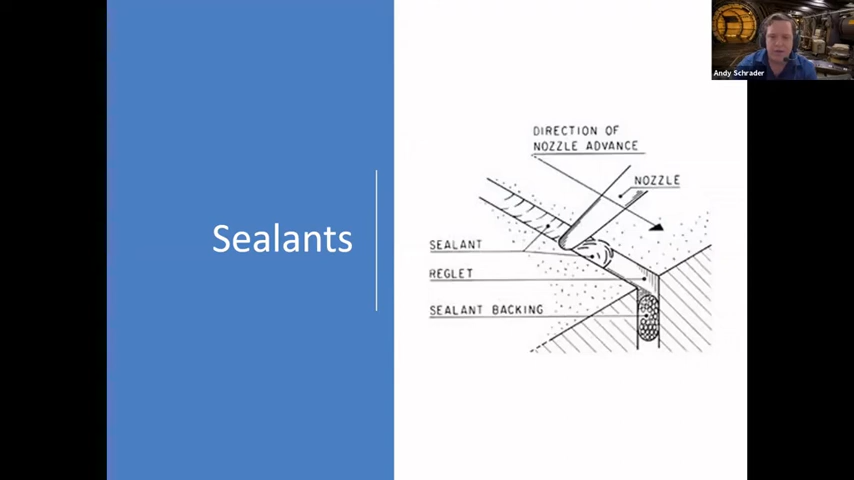 Andy Schrader
Sealants
DIRECTION OF
NOZZLE ADVANCE
NOZZLE
SEALANT
REGLET
SEALANT BACKING